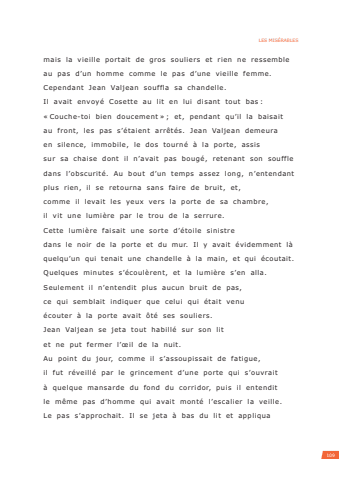 LES MISÉRABLES
mais la vieille portait de gros souliers et rien ne ressemble
au pas d'un homme comme le pas d'une vieille femme.
Cependant Jean Valjean souffla sa chandelle.
Il avait envoyé Cosette au lit en lui disant tout bas :
« Couche-toi bien doucement » ; et, pendant qu'il la baisait
au front, les pas s'étaient arrêtés. Jean Valjean demeura
en silence, immobile, le dos tourné à la porte, assis
sur sa chaise dont il n'avait pas bougé, retenant son souffle
dans l'obscurité. Au bout d'un temps assez long, n'entendant
plus rien, il se retourna sans faire de bruit, et,
comme il levait les yeux vers la porte de sa chambre,
il vit une lumière par le trou de la serrure.
Cette lumière faisait une sorte d'étoile sinistre
dans le noir de la porte et du mur. Il y avait évidemment là
quelqu'un qui tenait une chandelle à la main, et qui écoutait.
Quelques minutes s'écoulèrent, et la lumière s'en alla.
Seulement il n'entendit plus aucun bruit de pas,
ce qui semblait indiquer que celui qui était venu
écouter à la porte avait ôté ses souliers.
Jean Valjean se jeta tout habillé sur son lit
et ne put fermer l'œil de la nuit.
Au point du jour, comme il s'assoupissait de fatigue,
il fut réveillé par le grincement d'une porte qui s'ouvrait
à quelque mansarde du fond du corridor, puis il entendit
le même pas d'homme qui avait monté l'escalier la veille.
Le pas s'approchait. Il se jeta à bas du lit et appliqua
109